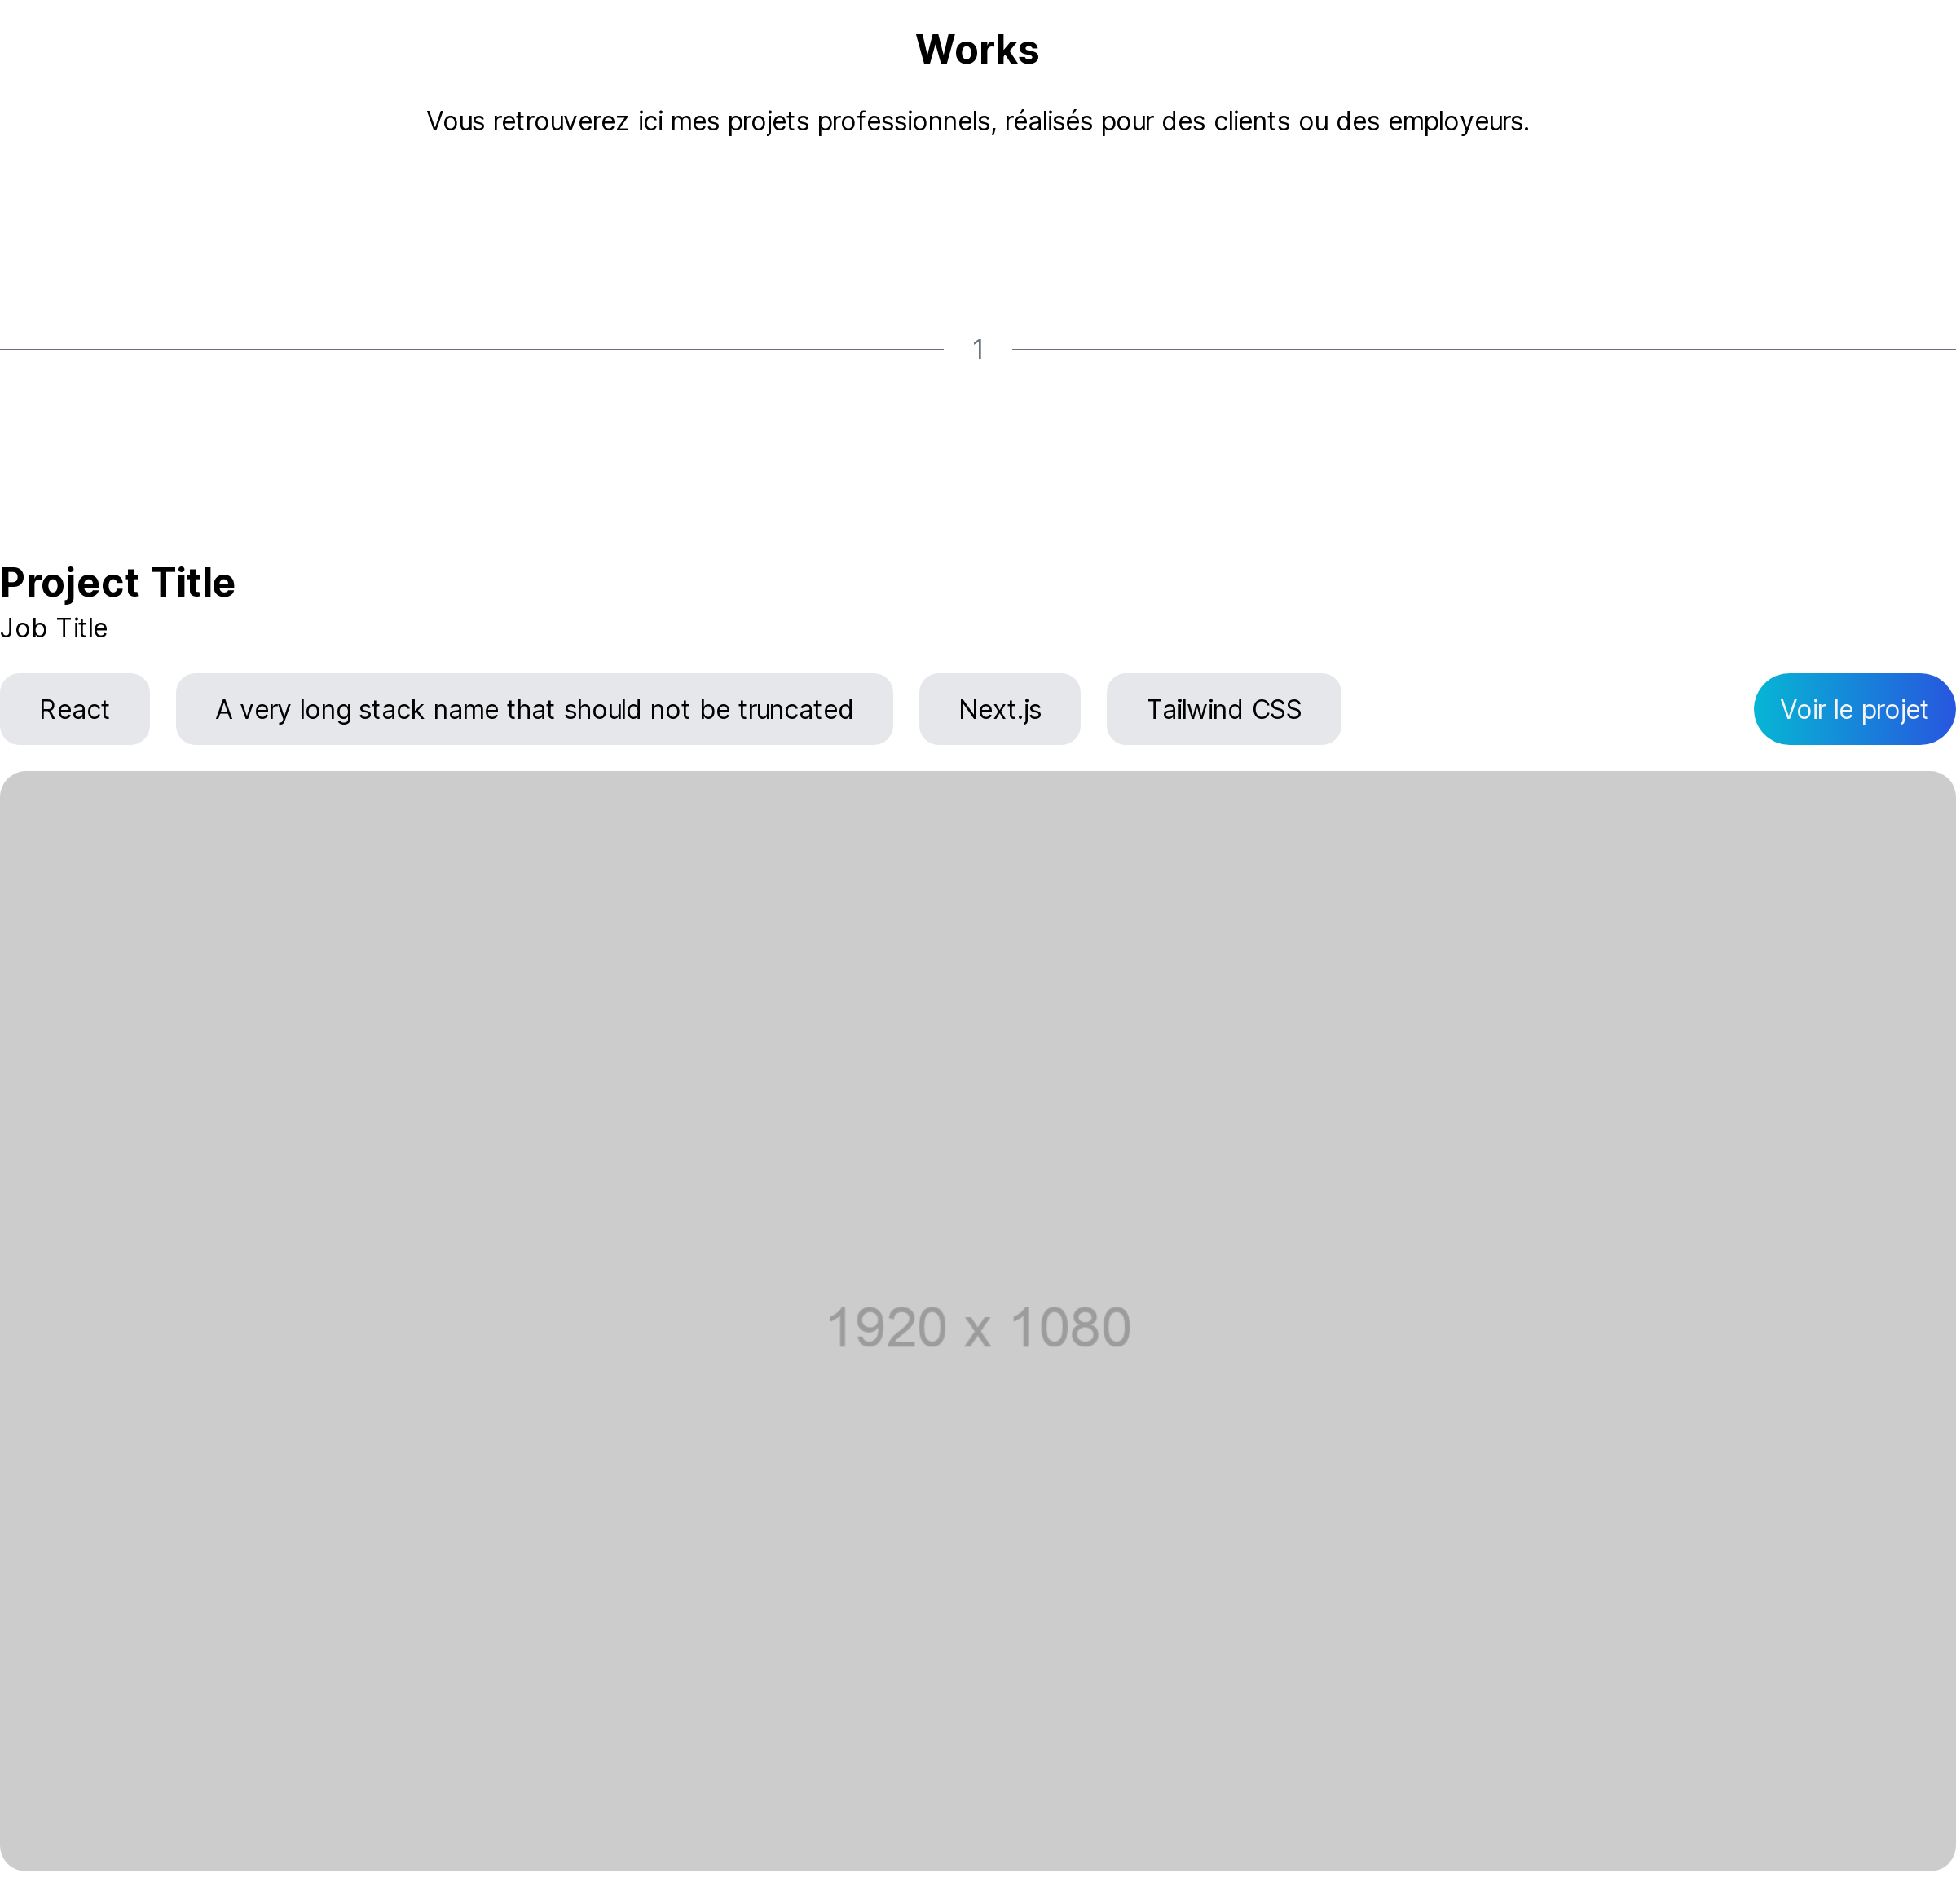 Works
Vous retrouverez ici mes projets professionnels, réalisés pour des clients ou des employeurs.
1
Project Title
Job Title
React A very long stack name that should not be truncated Next.js Tailwind CSS Voir le projet
1920 x 1080